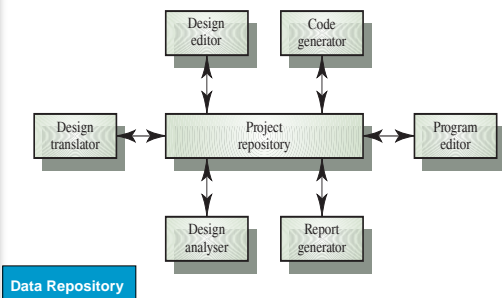 Design
editor
Code
generator
Design
translator
Project
repository
Program
editor
Design
analyser
Report
generator
Data Repository